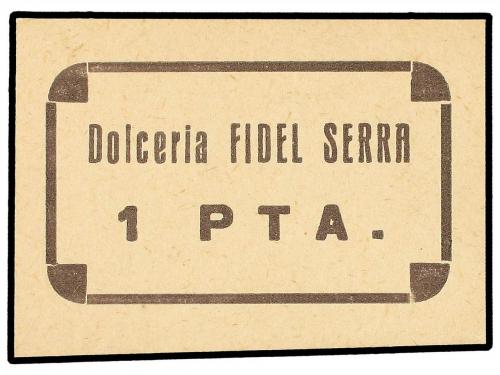 Dolceria FIDEL SERRA
1 PTA.